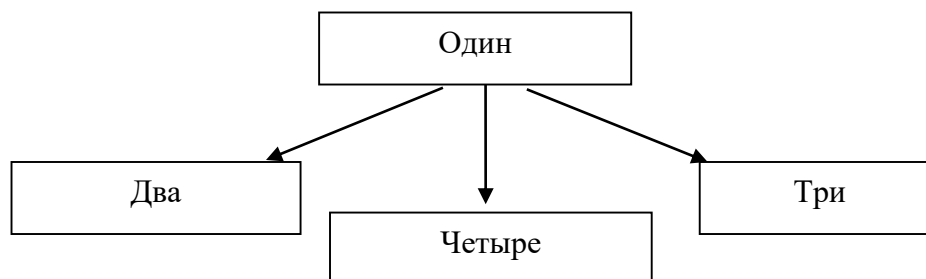 Один
Два
Три
Четыре